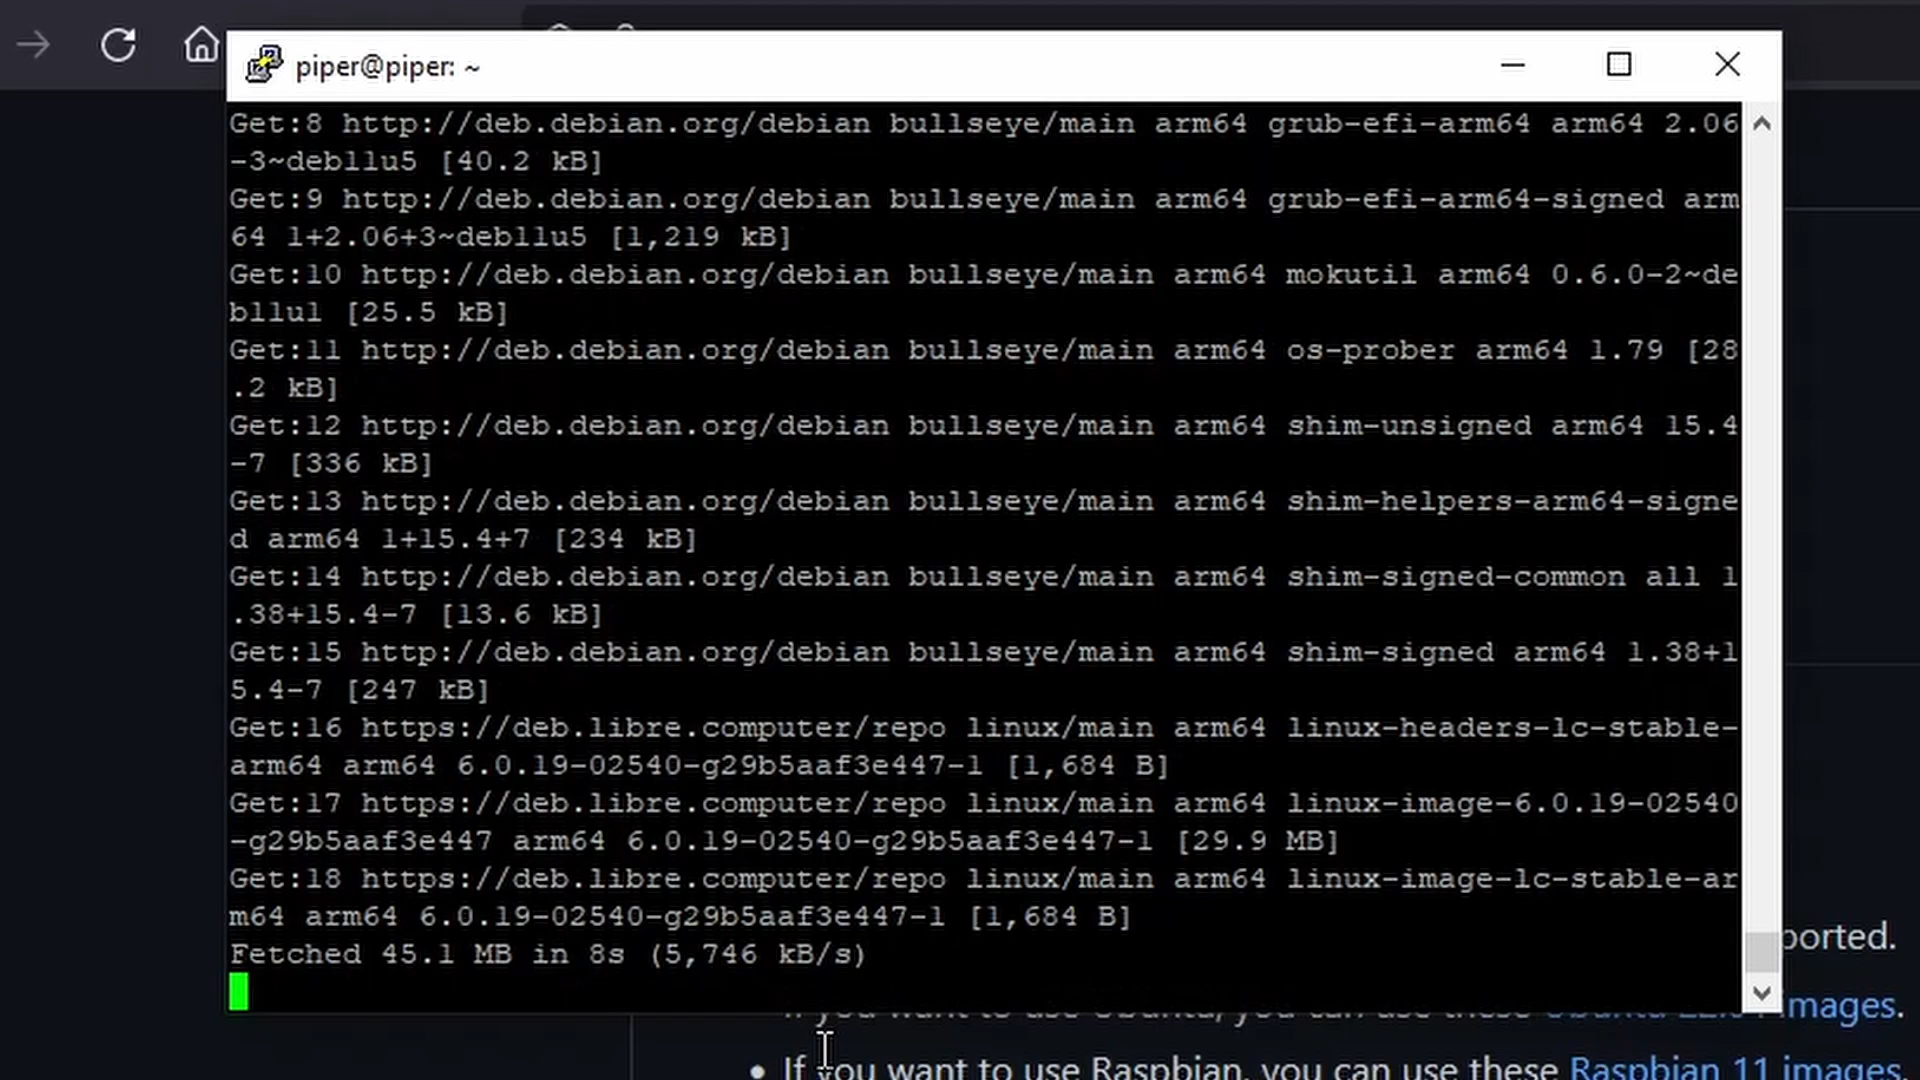 piper@piper: ~
Get:8 http://deb.debian.org/debian bullseye/main arm64 grub-efi-arm64 arm64 2.06
-3~deb11u5 [40.2 kB]
Get:9 http://deb.debian.org/debian bullseye/main arm64 grub-efi-arm64-signed arm
64 1+2.06+3~deb11u5 [1,219 kB]
Get:10 http://deb.debian.org/debian bullseye/main arm64 mokutil arm64 0.6.0-2~de
b11u1 [25.5 kB]
Get:11 http://deb.debian.org/debian bullseye/main arm64 os-prober arm64 1.79 [28
.2 kB]
Get:12 http://deb.debian.org/debian bullseye/main arm64 shim-unsigned arm64 15.4
-7 [336 kB]
Get:13 http://deb.debian.org/debian bullseye/main arm64 shim-helpers-arm64-signe
d arm64 1+15.4+7 [234 kB]
Get:14 http://deb.debian.org/debian bullseye/main arm64 shim-signed-common all 1
.38+15.4-7 [13.6 kB]
Get:15 http://deb.debian.org/debian bullseye/main arm64 shim-signed arm64 1.38+1
5.4-7 [247 kB]
Get:16 https://deb.libre.computer/repo linux/main arm64 linux-headers-lc-stable-
arm64 arm64 6.0.19-02540-g29b5aaf3e447-1 [1,684 B]
Get:17 https://deb.libre.computer/repo linux/main arm64 linux-image-6.0.19-02540
-g29b5aaf3e447 arm64 6.0.19-02540-g29b5aaf3e447-1 [29.9 MB]
Get:18 https://deb.libre.computer/repo linux/main arm64 linux-image-lc-stable-ar
m64 arm64 6.0.19-02540-g29b5aaf3e447-1 [1,684 B]
Fetched 45.1 MB in 8s (5,746 kB/s)
ported.
If you want to use Ubuntu, you can use these images.
• If you want to use Raspbian, you can use these Raspbian 11 images.